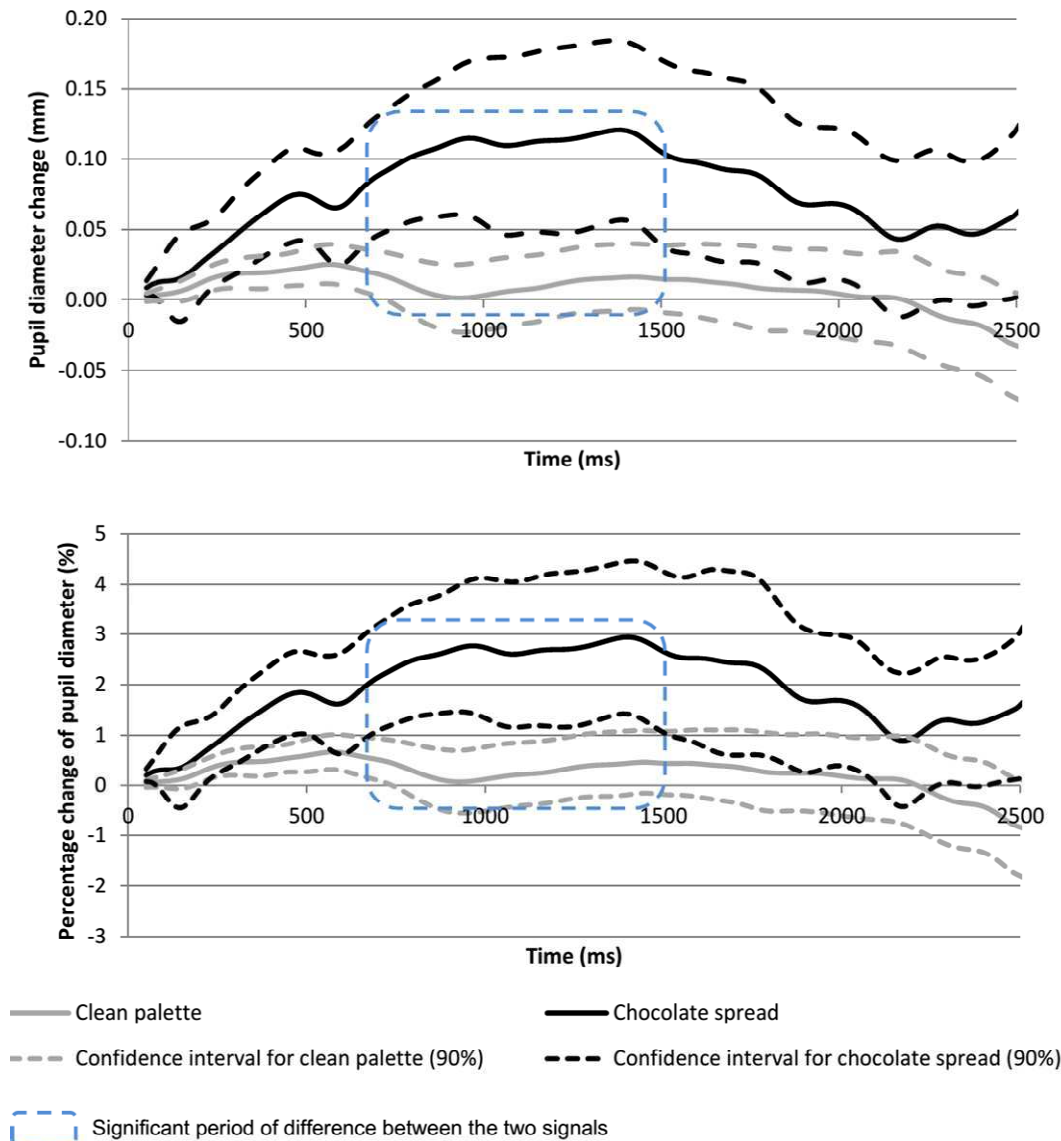 0.20
0.15
0.10
0.05
0.00
-0.05
-0.10
Pupil diameter change (mm)
0 500 1000 1500 2000 2500
Time (ms)
5
4
3
2
1
0
-1
-2
-3
Percentage change of pupil diameter (%)
0 500 1000 1500 2000 2500
Time (ms)
Clean palette Chocolate spread
Confidence interval for clean palette (90%) Confidence interval for chocolate spread (90%)
Significant period of difference between the two signals